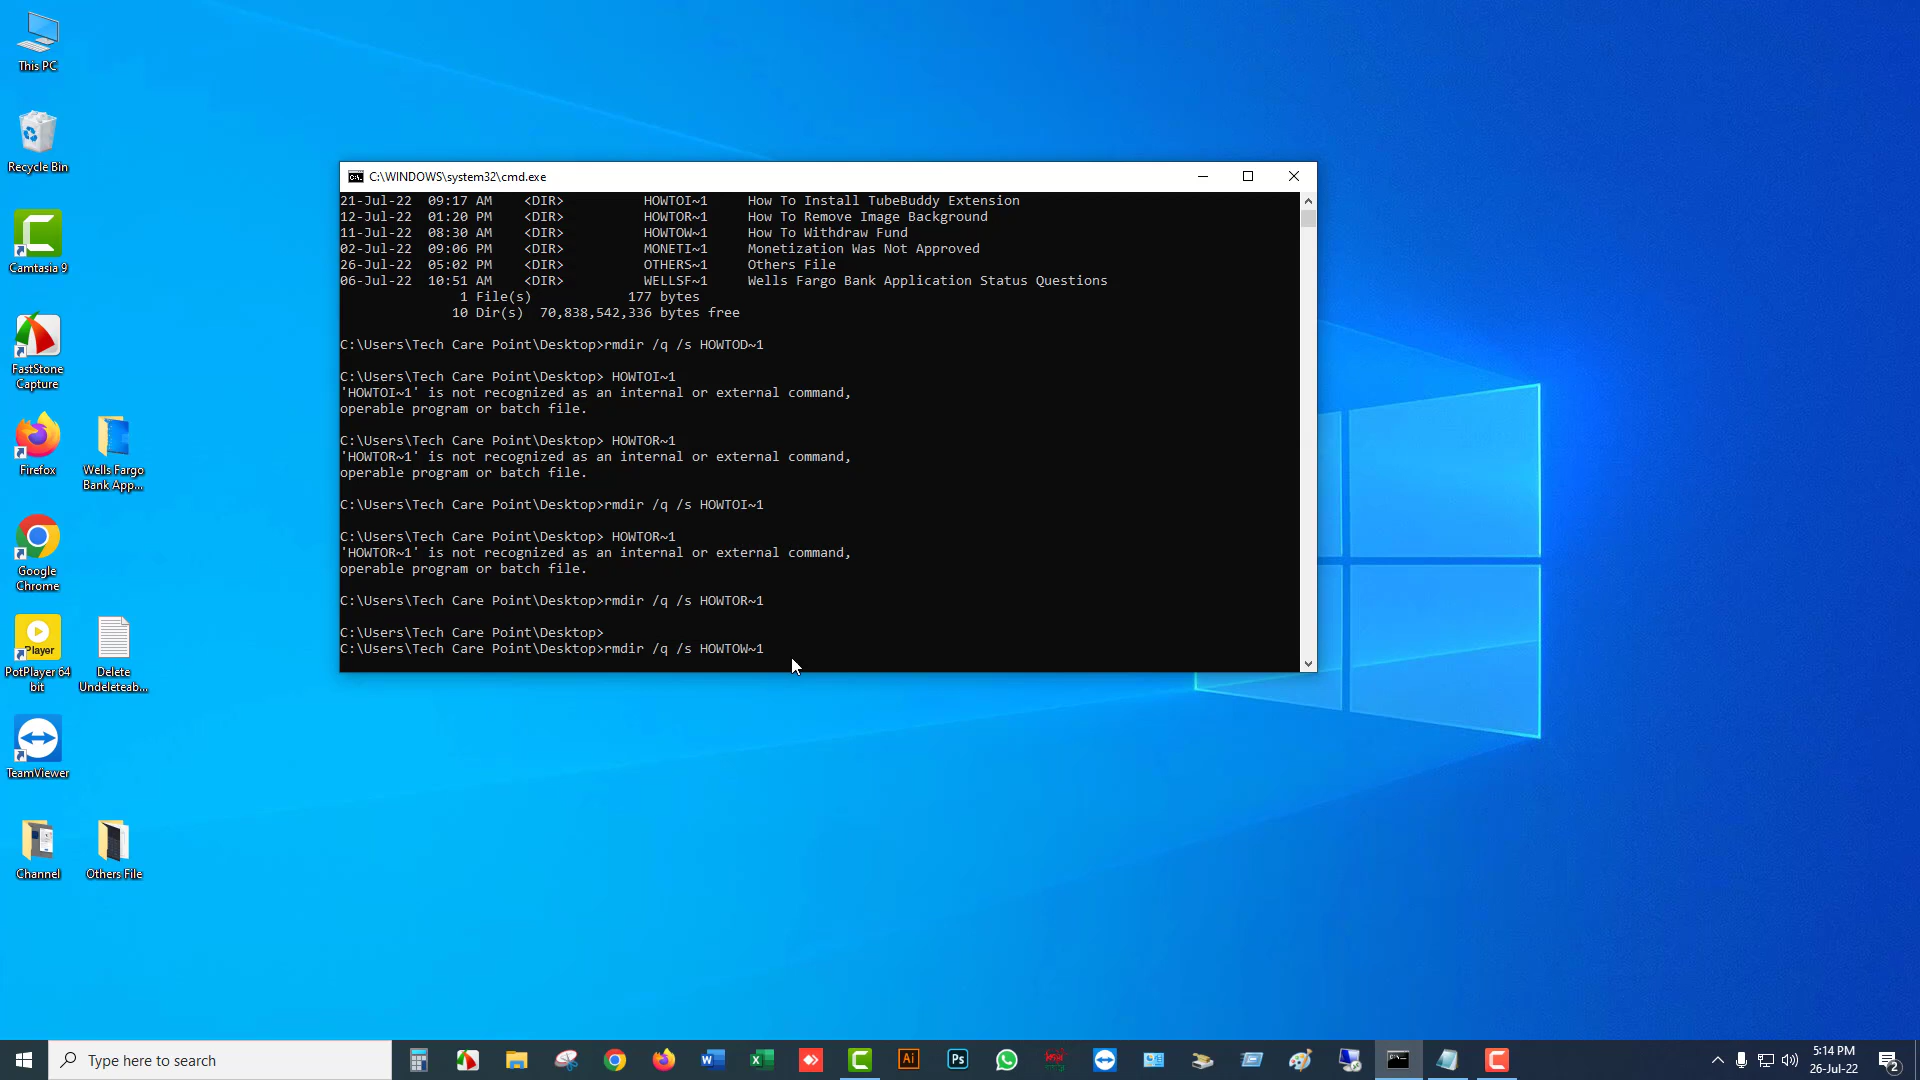 This PC
Recycle Bin
Camtasia 9
FastStone
Capture
Firefox
Wells Fargo
Bank App...
Google
Chrome
Player
PotPlayer 64
bit
Delete
Undeleteab...
TeamViewer
Channel
Others File
C:\WINDOWS\system32\cmd.exe
21-Jul-22  09:17 AM    <DIR>          HOWTOI~1     How To Install TubeBuddy Extension
12-Jul-22  01:20 PM    <DIR>          HOWTOR~1     How To Remove Image Background
11-Jul-22  08:30 AM    <DIR>          HOWTOW~1     How To Withdraw Fund
02-Jul-22  09:06 PM    <DIR>          MONETI~1     Monetization Was Not Approved
26-Jul-22  05:02 PM    <DIR>          OTHERS~1     Others File
06-Jul-22  10:51 AM    <DIR>          WELLSF~1     Wells Fargo Bank Application Status Questions
1 File(s)            177 bytes
10 Dir(s)  70,838,542,336 bytes free
C:\Users\Tech Care Point\Desktop>rmdir /q /s HOWTOD~1
C:\Users\Tech Care Point\Desktop> HOWTOI~1
'HOWTOI~1' is not recognized as an internal or external command,
operable program or batch file.
C:\Users\Tech Care Point\Desktop> HOWTOR~1
'HOWTOR~1' is not recognized as an internal or external command,
operable program or batch file.
C:\Users\Tech Care Point\Desktop>rmdir /q /s HOWTOI~1
C:\Users\Tech Care Point\Desktop> HOWTOR~1
'HOWTOR~1' is not recognized as an internal or external command,
operable program or batch file.
C:\Users\Tech Care Point\Desktop>rmdir /q /s HOWTOR~1
C:\Users\Tech Care Point\Desktop>
C:\Users\Tech Care Point\Desktop>rmdir /q /s HOWTOW~1
Type here to search
Ai
Ps
5:14 PM
26-Jul-22
2